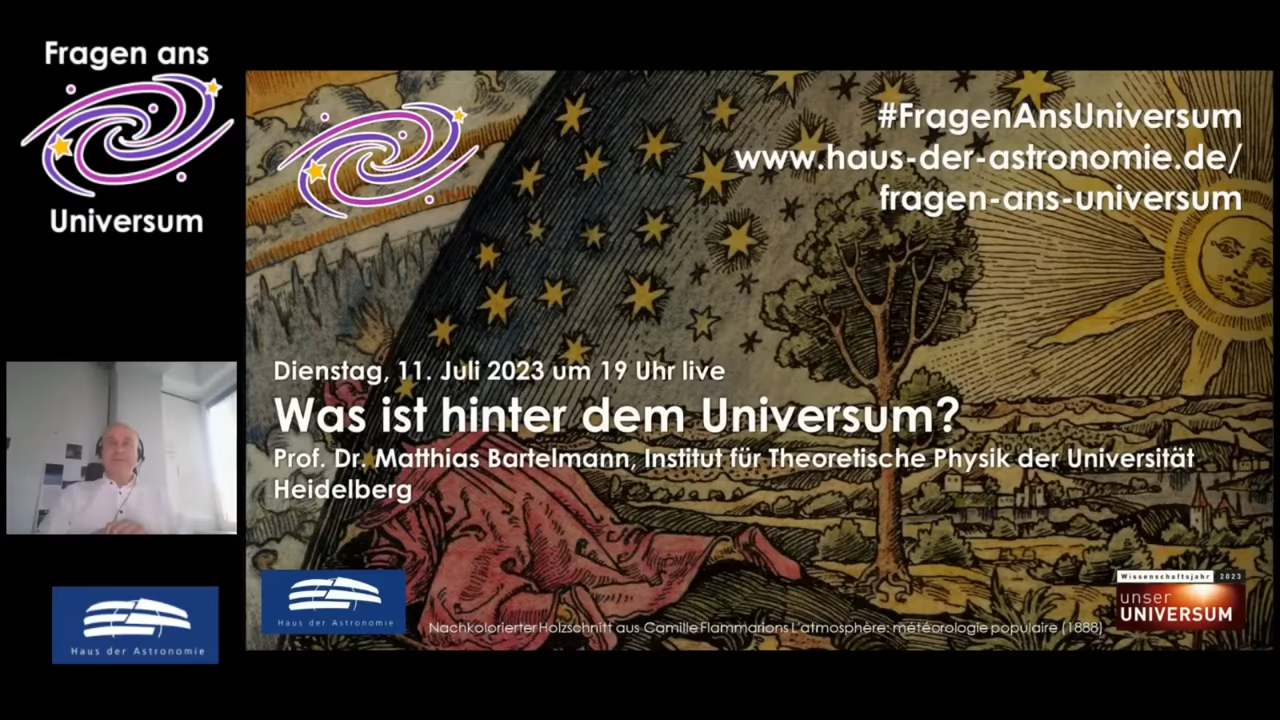 Fragen ans
Universum
#FragenAnsUniversum
www.haus-der-astronomie.de/
fragen-ans-universum
Dienstag, 11. Juli 2023 um 19 Uhr live
Was ist hinter dem Universum?
Prof. Dr. Matthias Bartelmann, Institut für Theoretische Physik der Universität
Heidelberg
Haus der Astronomie
Haus der Astronomie
Nachkolorierter Holzschnitt aus Camille Flammarions L'atmosphère: météorologie populaire (1888)
Wissenschaftsjahr 2023
unser
UNIVERSUM